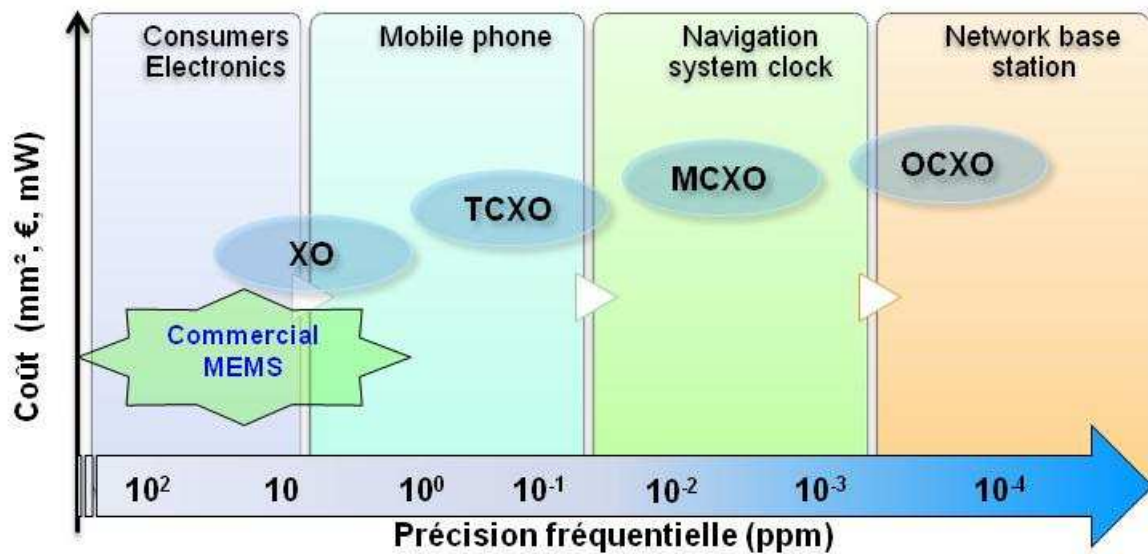 Consumers
Electronics
Mobile phone
Navigation
system clock
Network base
station
Coût (mm², €, mW)
XO
TCXO
MCXO
OCXO
Commercial
MEMS
10² 10 10⁰ 10⁻¹ 10⁻² 10⁻³ 10⁻⁴
Précision fréquentielle (ppm)